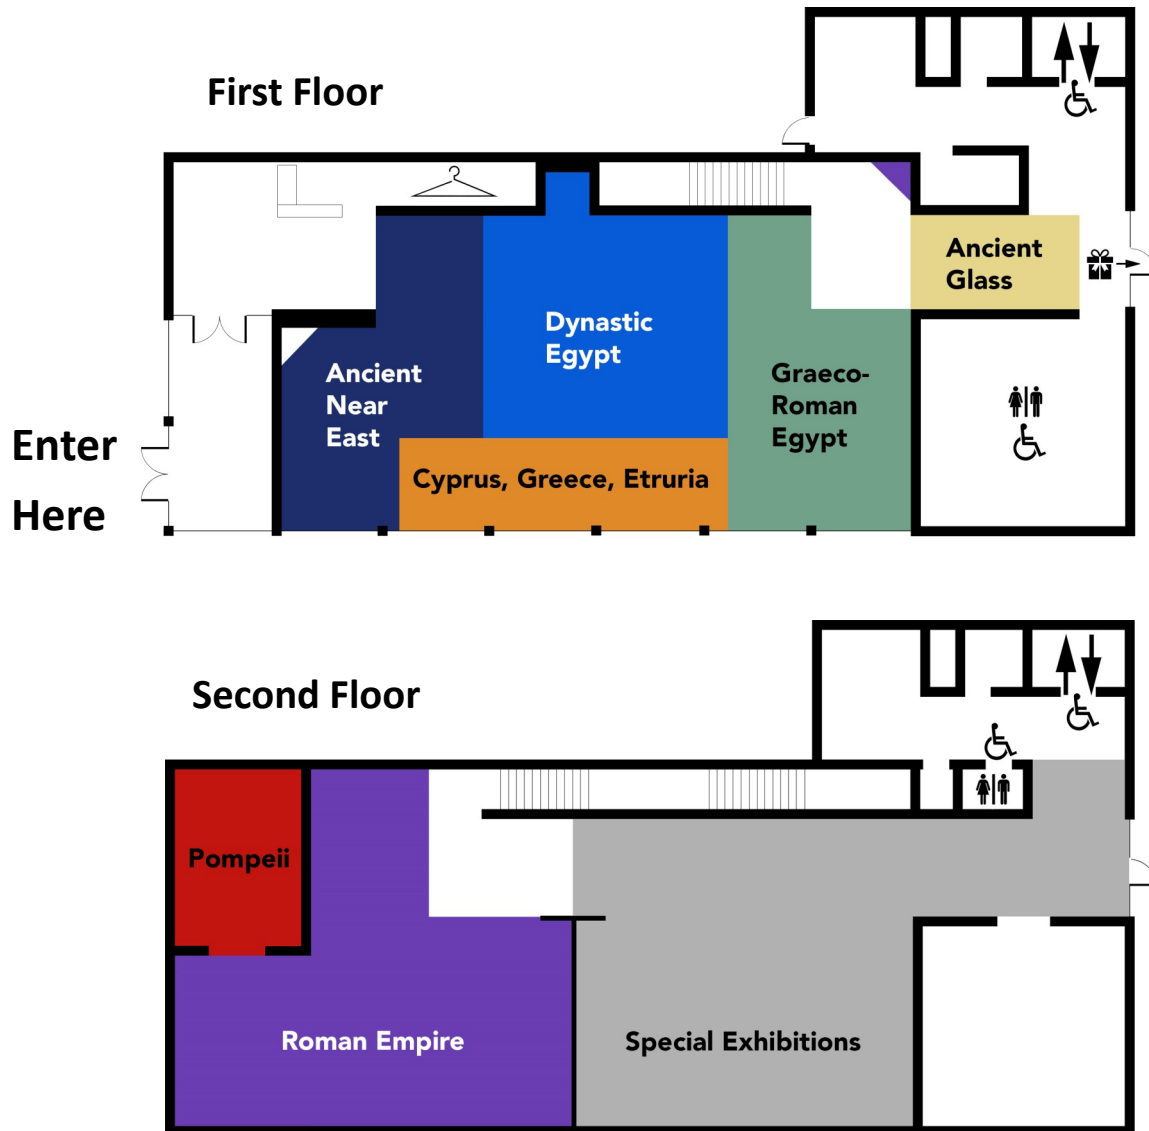 First Floor
Ancient
Glass
Dynastic
Egypt
Ancient
Near
East
Graeco-
Roman
Egypt
Enter
Here
Cyprus, Greece, Etruria
Second Floor
Pompeii
Roman Empire
Special Exhibitions